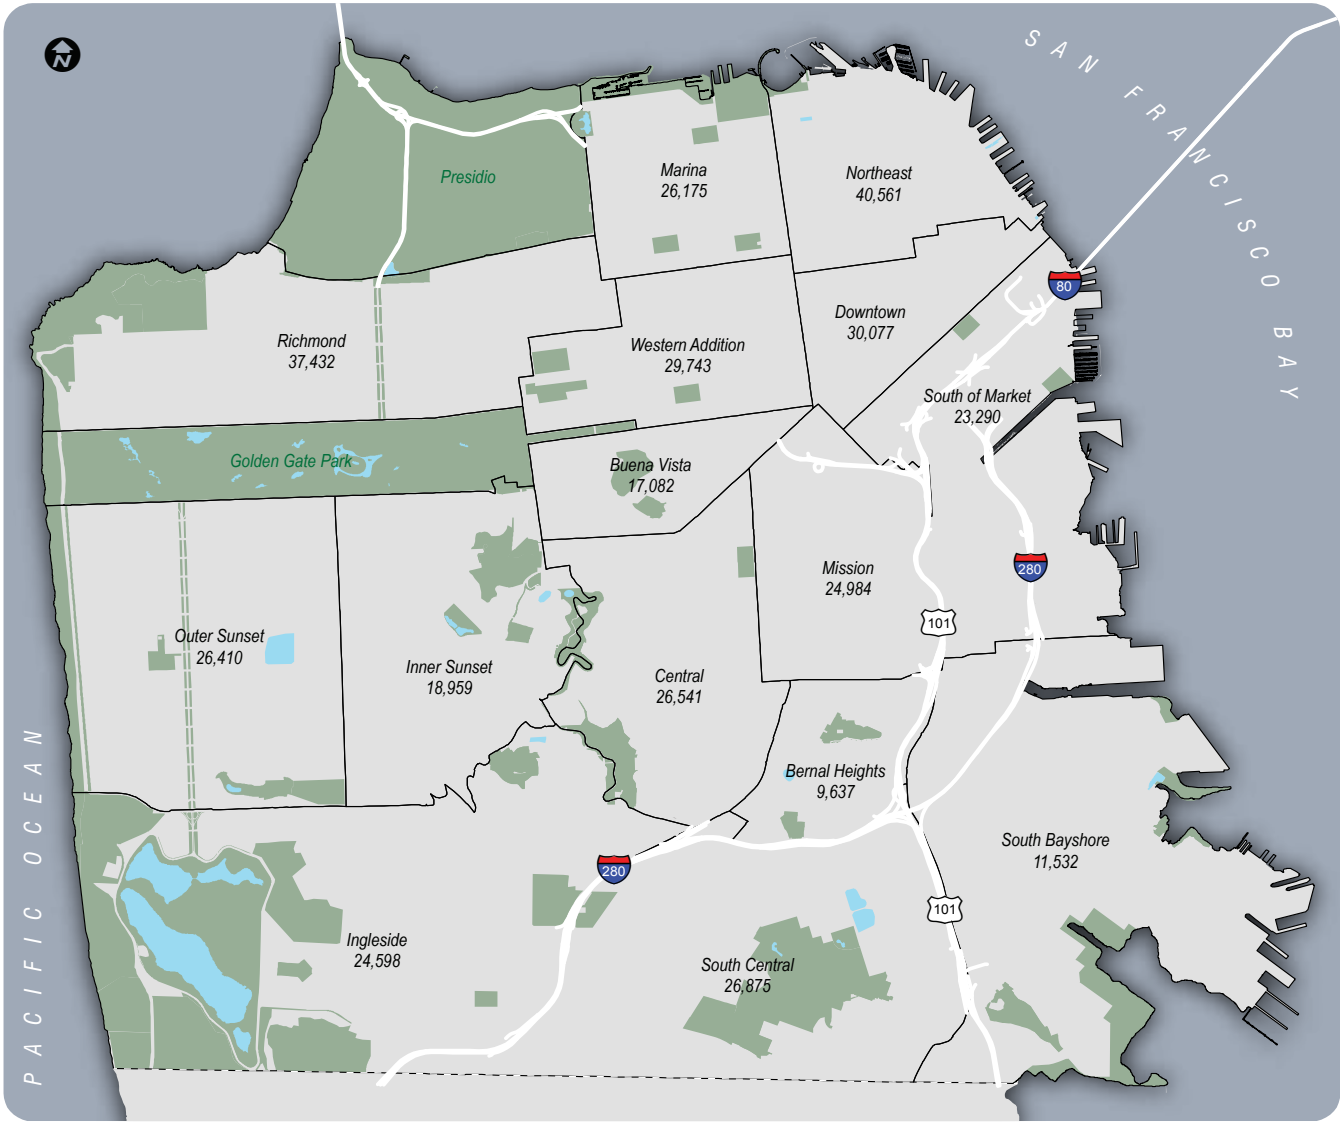 N
SAN FRANCISCO BAY
Presidio
Marina
26,175
Northeast
40,561
80
Downtown
30,077
Richmond
37,432
Western Addition
29,743
South of Market
23,290
Golden Gate Park
Buena Vista
17,082
Mission
24,984
280
101
Outer Sunset
26,410
Inner Sunset
18,959
Central
26,541
Bernal Heights
9,637
South Bayshore
11,532
280
101
Ingleside
24,598
South Central
26,875
PACIFIC OCEAN